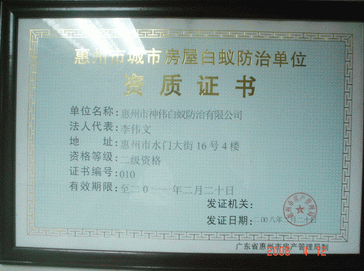 惠州市城市房屋白蚁防治单位
资质证书
单位名称：惠州市神伟白蚁防治有限公司
法人代表：李伟文
地　　址：惠州市水门大街16号4楼
资格等级：二级资格
证书编号：010
有效期限：至二〇一一年二月二十日
发证机关：
发证日期：
广东省惠州市房产管理局制